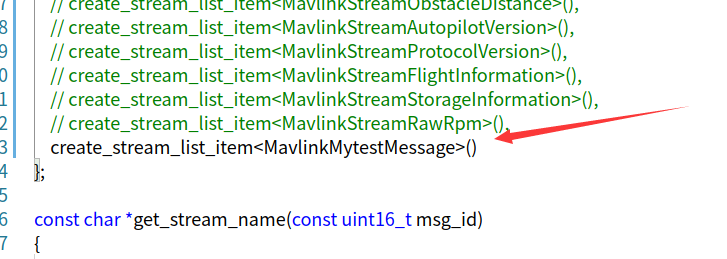 7 // create_stream_list_item<MavlinkStreamObstacleDistance>(),
8 // create_stream_list_item<MavlinkStreamAutopilotVersion>(),
9 // create_stream_list_item<MavlinkStreamProtocolVersion>(),
0 // create_stream_list_item<MavlinkStreamFlightInformation>(),
1 // create_stream_list_item<MavlinkStreamStorageInformation>(),
2 // create_stream_list_item<MavlinkStreamRawRpm>(),
3 create_stream_list_item<MavlinkMytestMessage>()
4 };
5
6 const char *get_stream_name(const uint16_t msg_id)
7 {